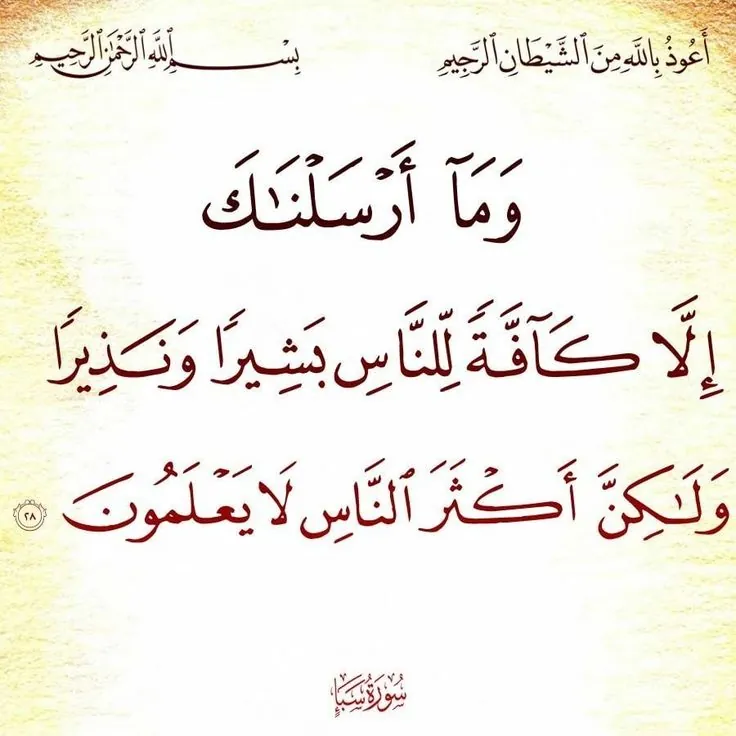 أَعُوذُ بِاللَّهِ مِنَ الشَّيْطَانِ الرَّجِيمِ
بِسْمِ اللَّهِ الرَّحْمَٰنِ الرَّحِيمِ
وَمَآ أَرْسَلْنَٰكَ
إِلَّا كَآفَّةً لِّلنَّاسِ بَشِيرًا وَنَذِيرًا
وَلَٰكِنَّ أَكْثَرَ ٱلنَّاسِ لَا يَعْلَمُونَ ٢٨
سُورَةُ سَبَإٍ